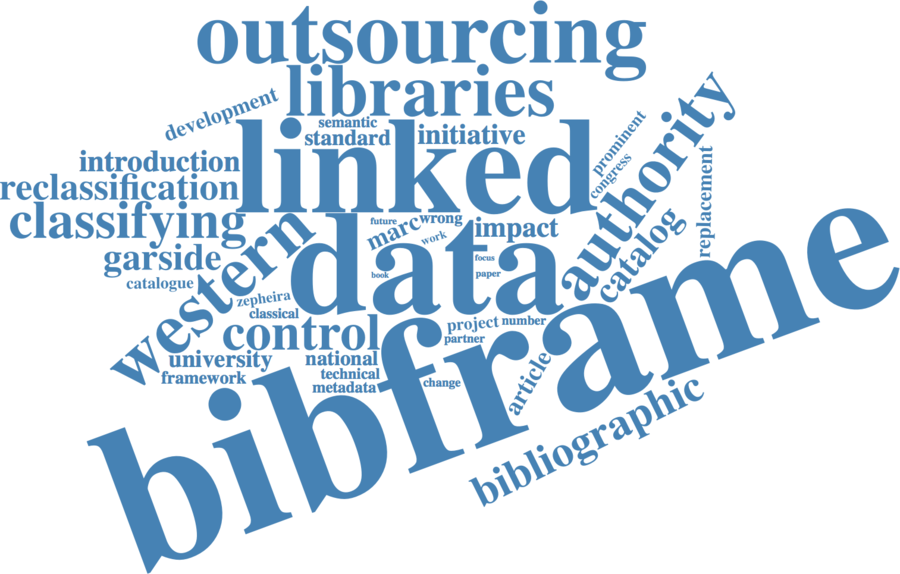 outsourcing
libraries
development
semantic
standard
initiative
linked
prominent
congress
authority
introduction
reclassification
classifying
garside
catalogue
western
future
marc
wrong
work
impact
data
focus
book
paper
catalog
replacement
zepheira
classical
control
project
number
partner
university
framework
national
technical
metadata
change
article
bibframe
bibliographic